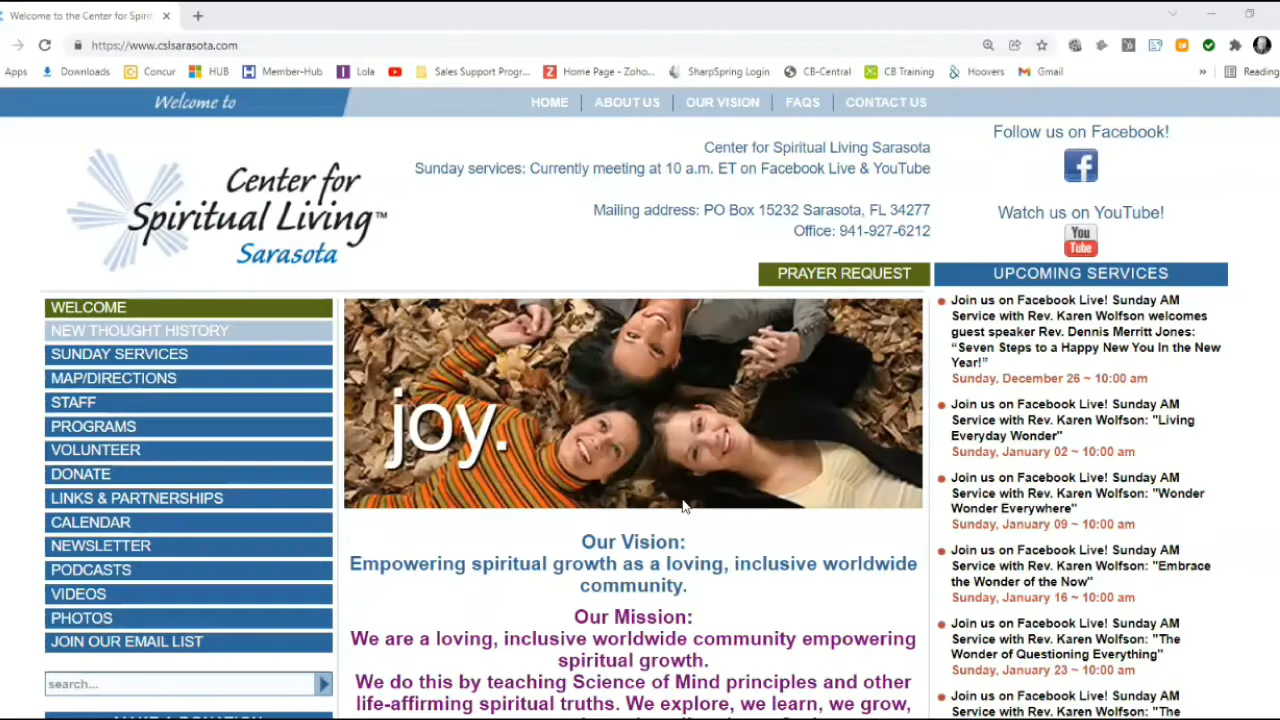 Welcome to the Center for Spirit
https://www.cslsarasota.com
Apps Downloads Concur HUB Member-Hub Lola Sales Support Progr... Home Page - Zoho... SharpSpring Login CB-Central CB Training Hoovers Gmail » Reading
Welcome to
HOME ABOUT US OUR VISION FAQS CONTACT US
Center for
Spiritual Living™
Sarasota
Center for Spiritual Living Sarasota
Sunday services: Currently meeting at 10 a.m. ET on Facebook Live & YouTube
Mailing address: PO Box 15232 Sarasota, FL 34277
Office: 941-927-6212
PRAYER REQUEST
Follow us on Facebook!
f
Watch us on YouTube!
You
Tube
WELCOME
NEW THOUGHT HISTORY
SUNDAY SERVICES
MAP/DIRECTIONS
STAFF
PROGRAMS
VOLUNTEER
DONATE
LINKS & PARTNERSHIPS
CALENDAR
NEWSLETTER
PODCASTS
VIDEOS
PHOTOS
JOIN OUR EMAIL LIST
search...
joy.
Our Vision:
Empowering spiritual growth as a loving, inclusive worldwide
community.
Our Mission:
We are a loving, inclusive worldwide community empowering
spiritual growth.
We do this by teaching Science of Mind principles and other
life-affirming spiritual truths. We explore, we learn, we grow,
UPCOMING SERVICES
Join us on Facebook Live! Sunday AM
Service with Rev. Karen Wolfson welcomes
guest speaker Rev. Dennis Merritt Jones:
“Seven Steps to a Happy New You In the New
Year!”
Sunday, December 26 ~ 10:00 am
Join us on Facebook Live! Sunday AM
Service with Rev. Karen Wolfson: "Living
Everyday Wonder"
Sunday, January 02 ~ 10:00 am
Join us on Facebook Live! Sunday AM
Service with Rev. Karen Wolfson: "Wonder
Wonder Everywhere"
Sunday, January 09 ~ 10:00 am
Join us on Facebook Live! Sunday AM
Service with Rev. Karen Wolfson: "Embrace
the Wonder of the Now"
Sunday, January 16 ~ 10:00 am
Join us on Facebook Live! Sunday AM
Service with Rev. Karen Wolfson: "The
Wonder of Questioning Everything"
Sunday, January 23 ~ 10:00 am
Join us on Facebook Live! Sunday AM
Service with Rev. Karen Wolfson: "The